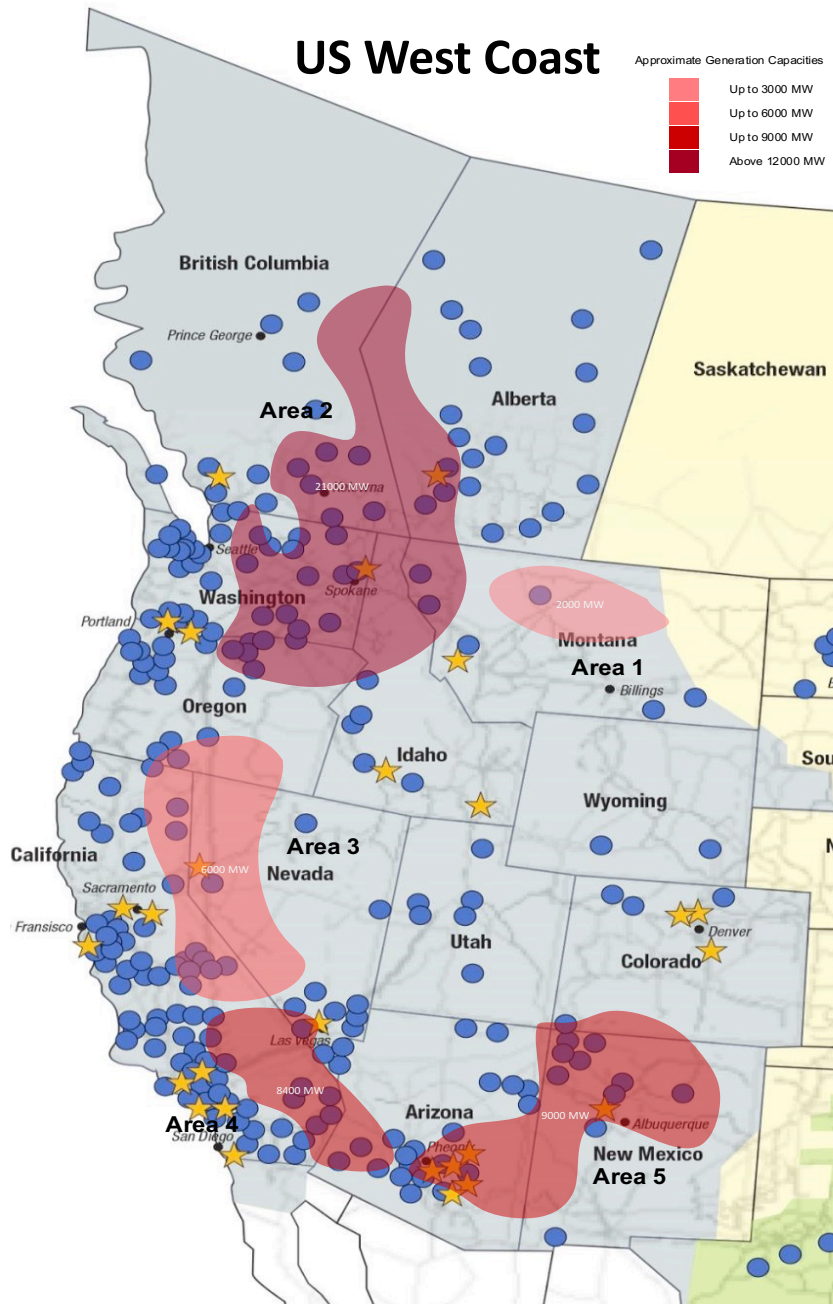 US West Coast
Approximate Generation Capacities
Up to 3000 MW
Up to 6000 MW
Up to 9000 MW
Above 12000 MW
British Columbia
Prince George
Saskatchewan
Alberta
Area 2
21000 MW
Seattle
Spokane
Washington
2000 MW
Portland
Montana
Area 1
Billings
Oregon
Idaho
Sou
Wyoming
Area 3
California
6000 MW
Nevada
Sacramento
Fransisco
Denver
Utah
Colorado
Las Vegas
8400 MW
Arizona
9000 MW
Area 4
Albuquerque
San Diego
New Mexico
Area 5